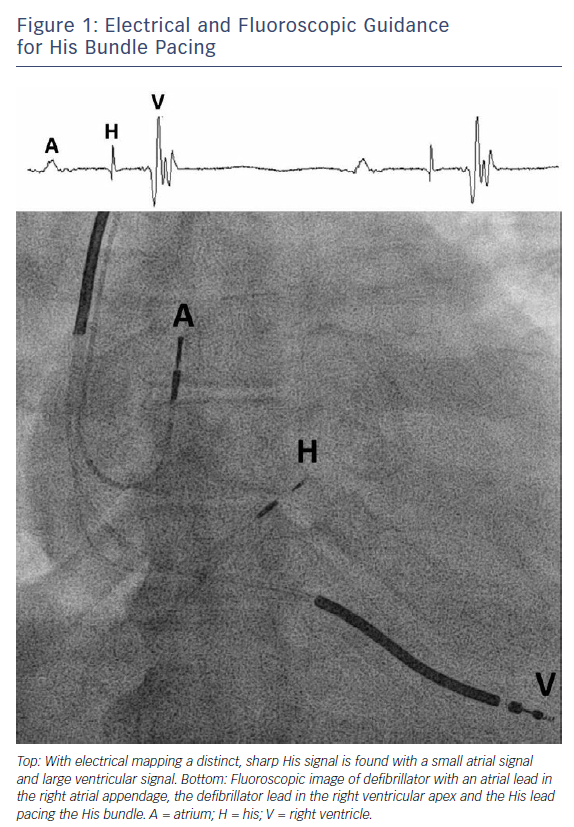 Figure 1: Electrical and Fluoroscopic Guidance
for His Bundle Pacing
V
H
A
A
H
V
Top: With electrical mapping a distinct, sharp His signal is found with a small atrial signal
and large ventricular signal. Bottom: Fluoroscopic image of defibrillator with an atrial lead in
the right atrial appendage, the defibrillator lead in the right ventricular apex and the His lead
pacing the His bundle. A = atrium; H = his; V = right ventricle.